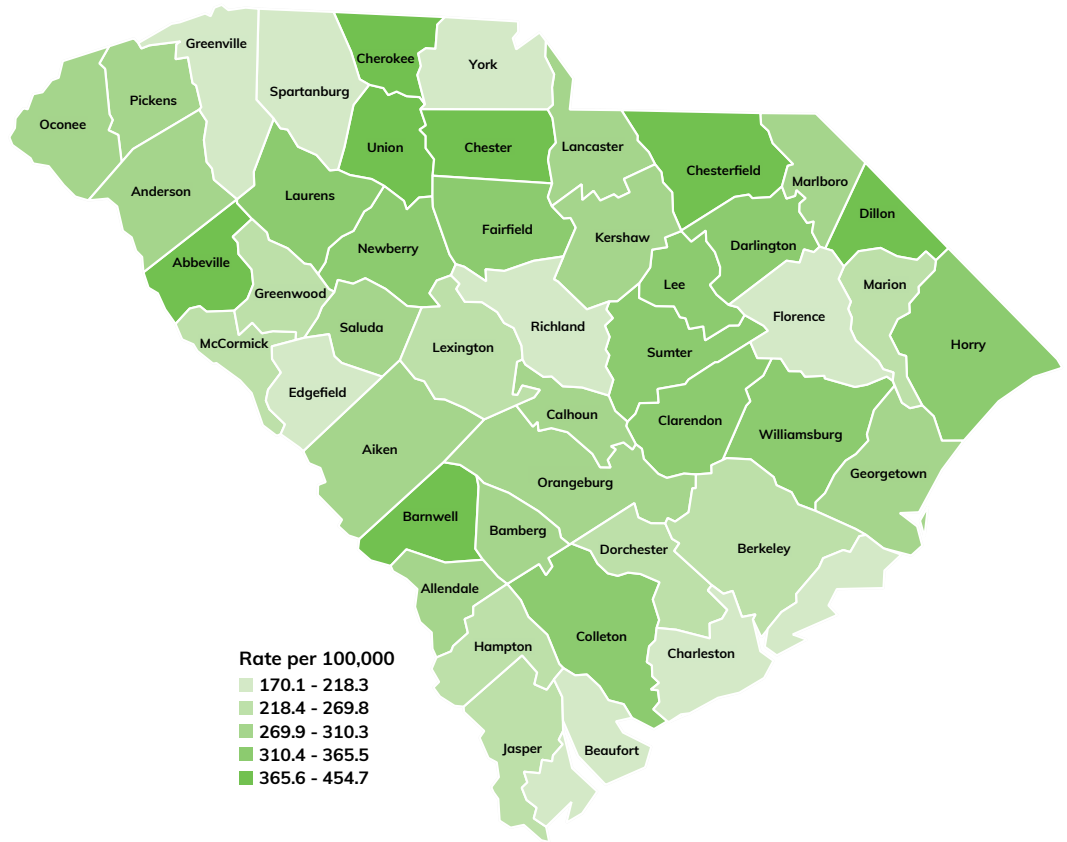 Greenville
Cherokee
York
Spartanburg
Pickens
Oconee
Union
Chester
Lancaster
Chesterfield
Marlboro
Anderson
Laurens
Dillon
Fairfield
Kershaw
Darlington
Newberry
Abbeville
Lee
Marion
Greenwood
Florence
Saluda
Richland
McCormick
Lexington
Horry
Sumter
Edgefield
Calhoun
Clarendon
Williamsburg
Aiken
Georgetown
Orangeburg
Barnwell
Bamberg
Dorchester
Berkeley
Allendale
Colleton
Hampton
Charleston
Jasper
Beaufort
Rate per 100,000
170.1 - 218.3
218.4 - 269.8
269.9 - 310.3
310.4 - 365.5
365.6 - 454.7